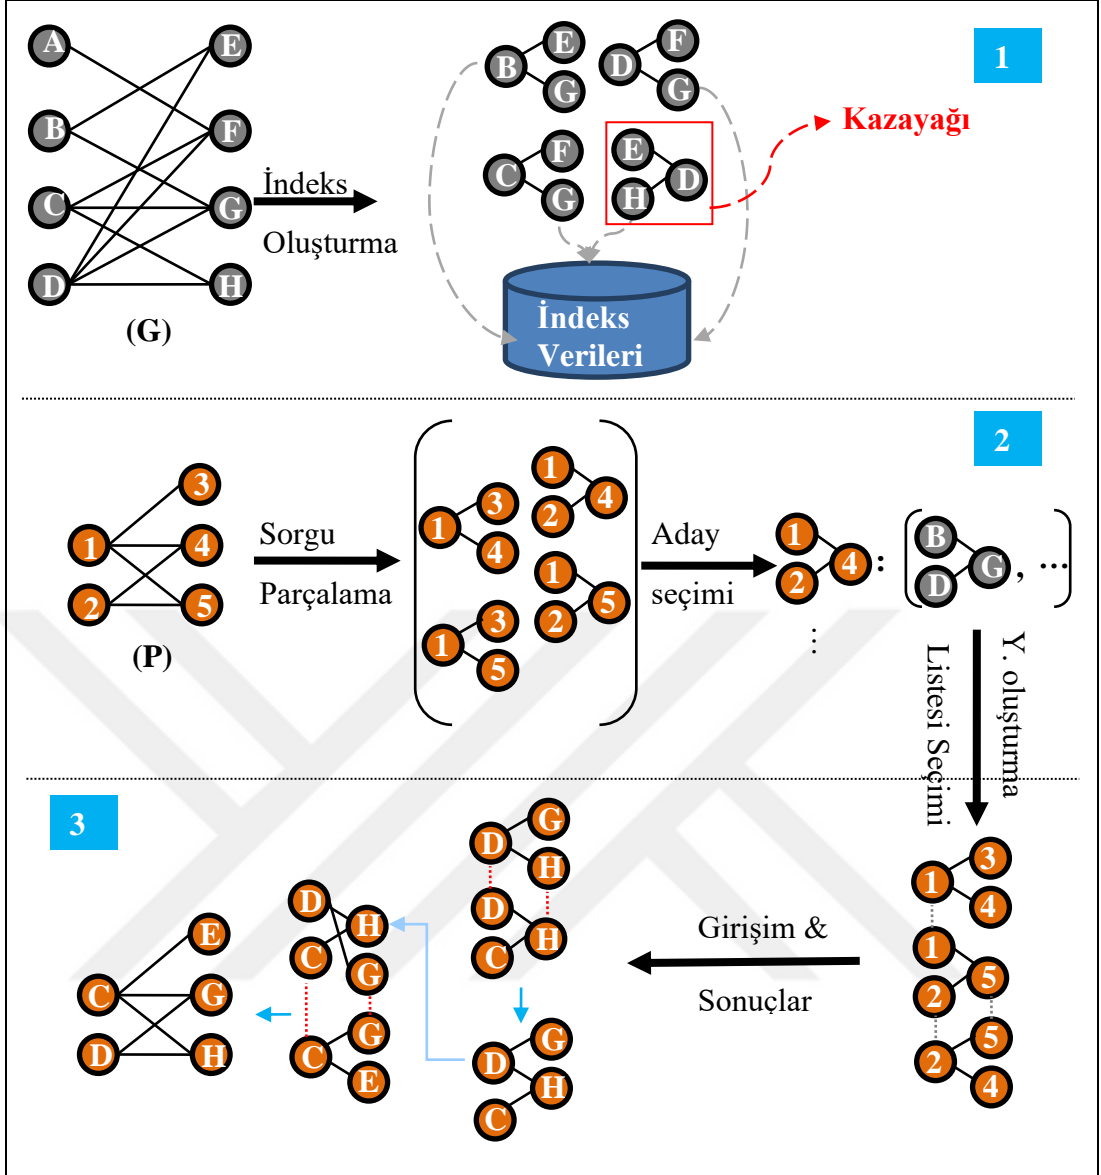 1
A
B
C
D
E
F
G
H
(G)
İndeks
Oluşturma
B
E
G
D
F
G
C
F
G
E
H
D
Kazayağı
İndeks
Verileri
2
1
2
3
4
5
(P)
Sorgu
Parçalama
1
3
4
1
2
4
1
3
5
1
2
5
Aday
seçimi
1
2
4
:
B
D
G
, ...
...
Y. oluşturma
Listesi Seçimi
3
1
3
4
1
2
5
2
5
4
Girişim &
Sonuçlar
D
G
H
D
C
H
D
G
H
C
D
C
H
G
C
G
E
C
D
E
G
H